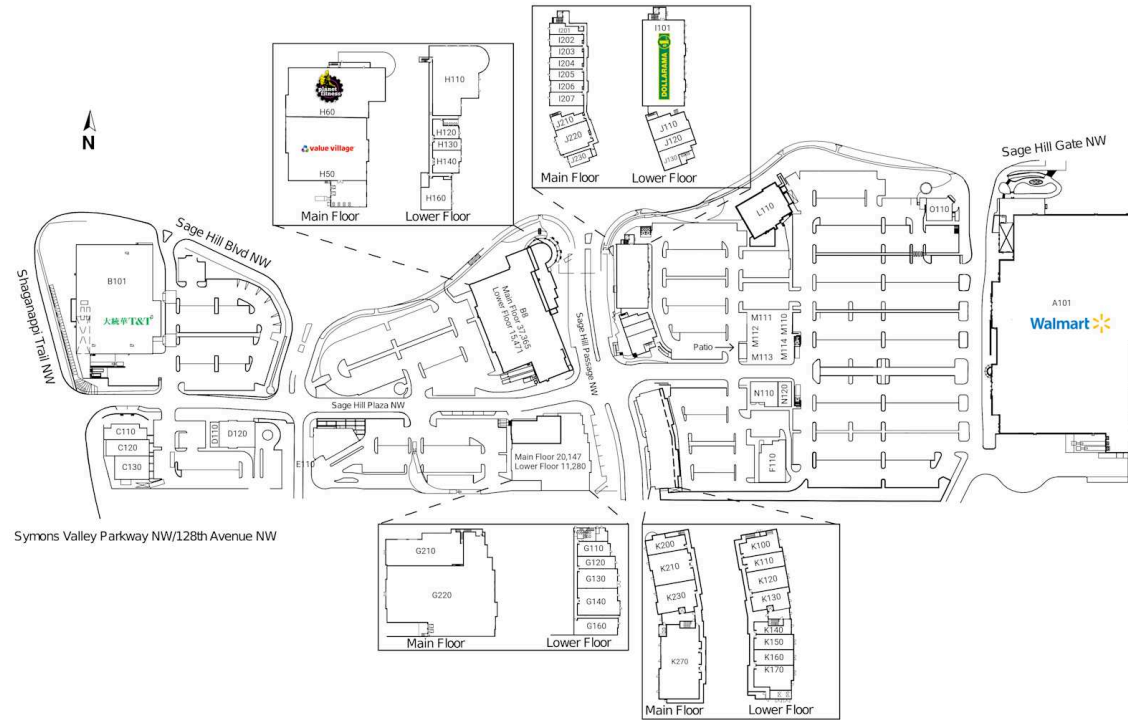 I201
I202
I203
I204
I205
I206
I207
J210
J220
J230
Main Floor
I101
DOLLARAMA
J110
J120
J130
Lower Floor
planet fitness
H60
value village
H50
Main Floor
H110
H120
H130
H140
H160
Lower Floor
N
Sage Hill Gate NW
Sage Hill Blvd NW
Shaganappi Trail NW
B101
大統華T&T
B8
Main Floor 37,365
Lower Floor 15,471
Sage Hill Passage NW
L110
O110
A101
Walmart
M111
M110
M112
M114
M113
Patio
N110
N120
F110
Sage Hill Plaza NW
C110
C120
C130
D110
D120
E110
Main Floor 20,147
Lower Floor 11,280
Symons Valley Parkway NW/128th Avenue NW
G210
G220
Main Floor
G110
G120
G130
G140
G160
Lower Floor
K200
K210
K230
K270
Main Floor
K100
K110
K120
K130
K140
K150
K160
K170
Lower Floor